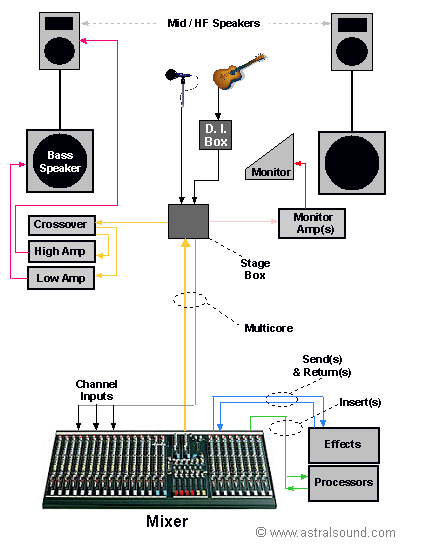 Mid / HF Speakers
D. I.
Box
Bass
Speaker
Monitor
Crossover
Monitor
Amp(s)
High Amp
Stage
Box
Low Amp
Multicore
Send(s)
& Return(s)
Channel
Inputs
Insert(s)
Effects
Processors
Mixer
© www.astralsound.com